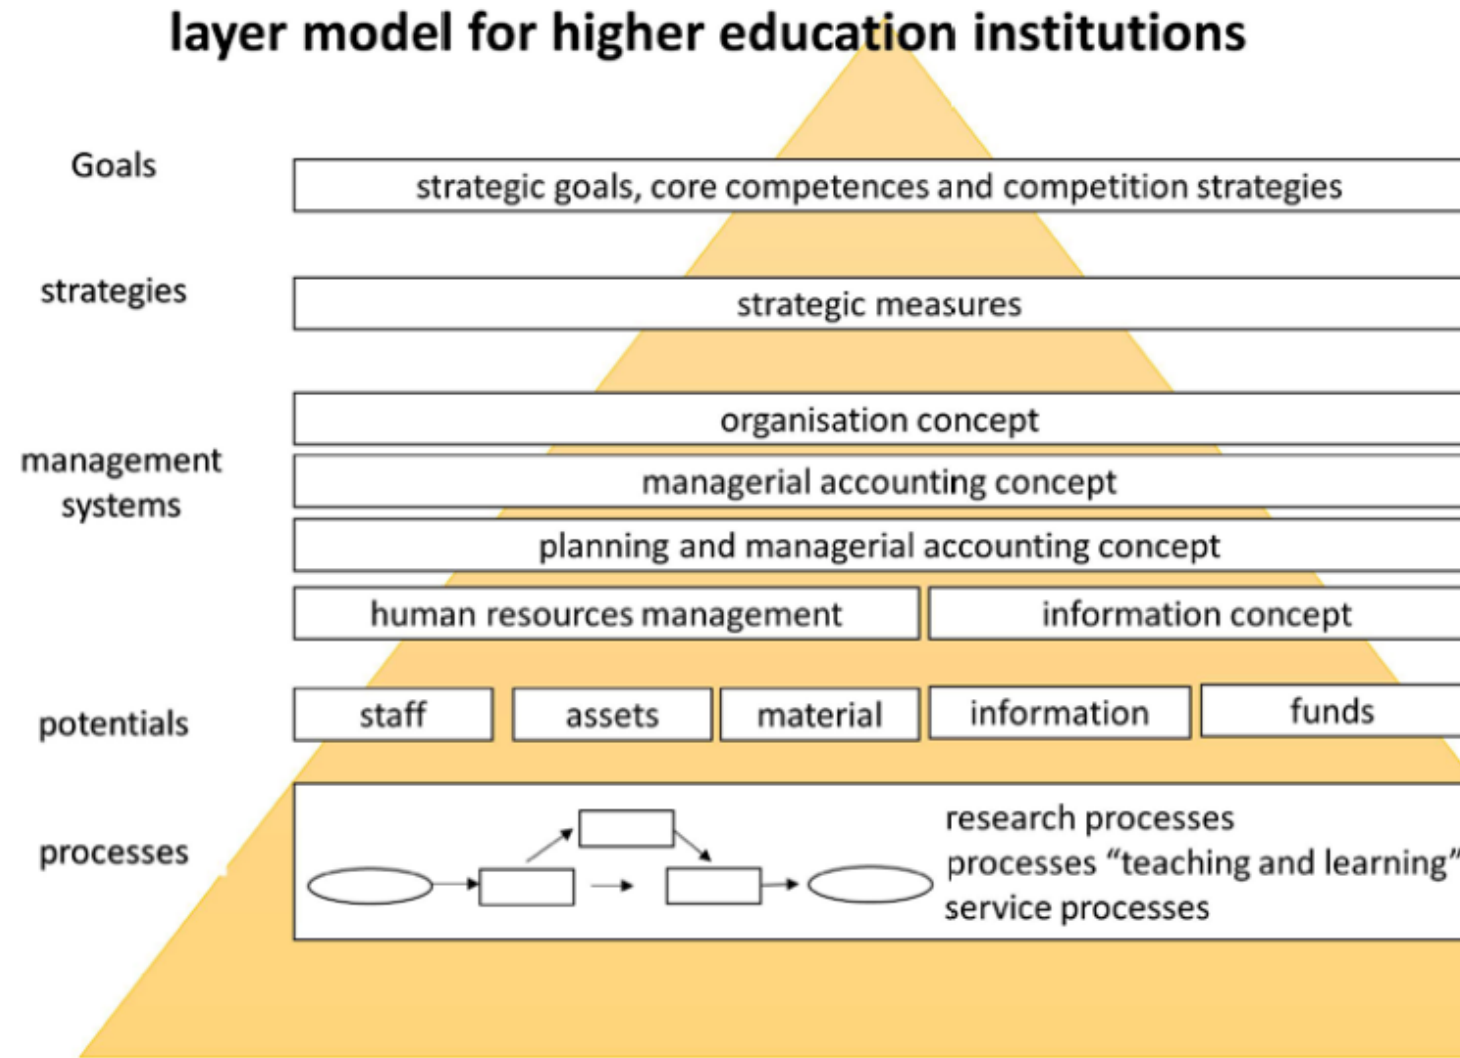 layer model for higher education institutions
Goals
strategic goals, core competences and competition strategies
strategies
strategic measures
organisation concept
management
systems
managerial accounting concept
planning and managerial accounting concept
human resources management
information concept
potentials
staff
assets
material
information
funds
processes
research processes
processes “teaching and learning”
service processes